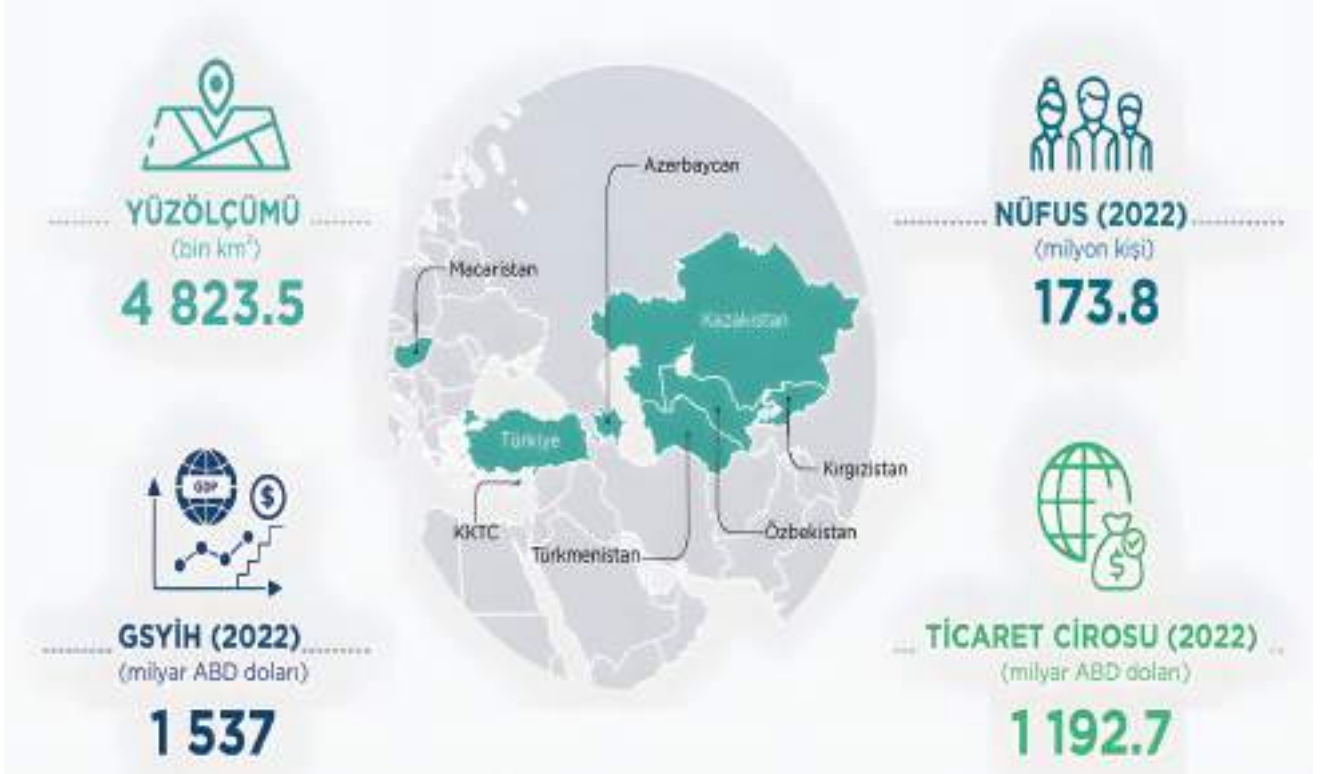 YÜZÖLÇÜMÜ
(bin km²)
4 823.5
GDP
$
GSYİH (2022)
(milyar ABD doları)
1 537
Azerbaycan
Macaristan
Kazakistan
Türkiye
Kırgızistan
KKTC
Özbekistan
Türkmenistan
NÜFUS (2022)
(milyon kişi)
173.8
$
TİCARET CİROSU (2022)
(milyar ABD doları)
1 192.7